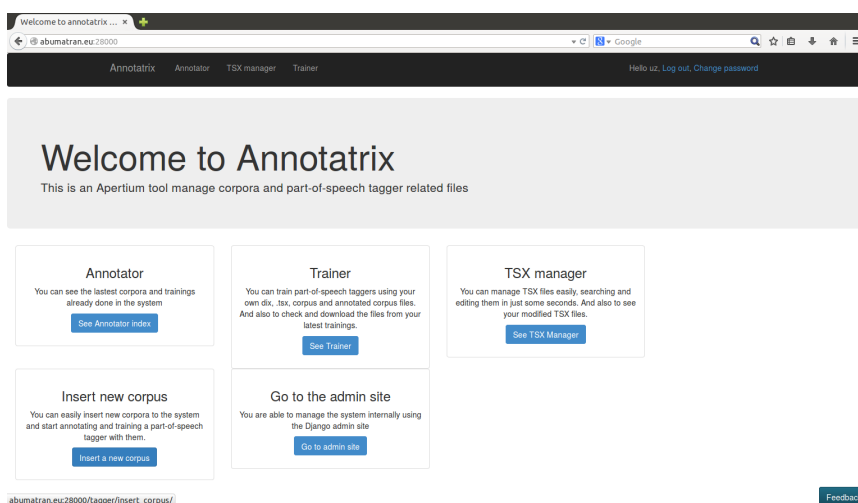 Welcome to annotatrix ... ×
abumatran.eu:28000
Google
Annotatrix Annotator TSX manager Trainer Hello uz, Log out, Change password
Welcome to Annotatrix
This is an Apertium tool manage corpora and part-of-speech tagger related files
Annotator
You can see the lastest corpora and trainings
already done in the system
See Annotator index
Trainer
You can train part-of-speech taggers using your
own dix, .tsx, corpus and annotated corpus files.
And also to check and download the files from your
latest trainings.
See Trainer
TSX manager
You can manage TSX files easily, searching and
editing them in just some seconds. And also to see
your modified TSX files.
See TSX Manager
Insert new corpus
You can easily insert new corpora to the system
and start annotating and training a part-of-speech
tagger with them.
Insert a new corpus
Go to the admin site
You are able to manage the system internally using
the Django admin site
Go to admin site
abumatran.eu:28000/tagger/insert_corpus/
Feedbac